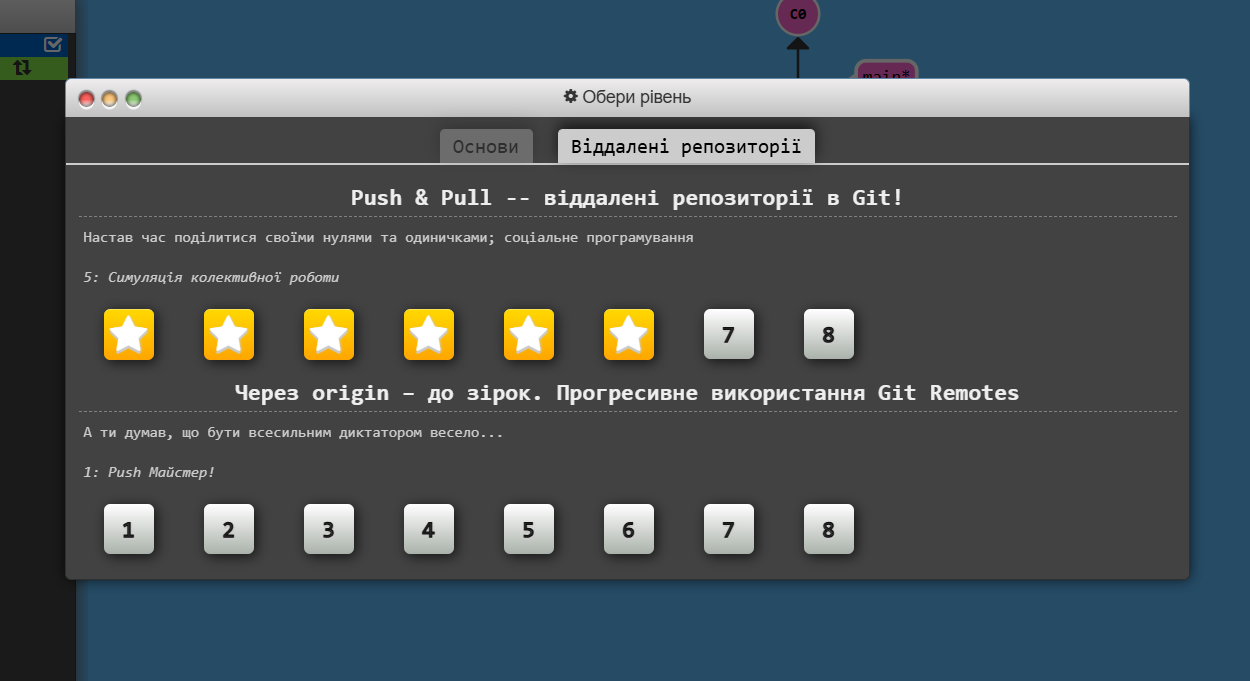 C0
main*
Обери рівень
Основи
Віддалені репозиторії
Push & Pull -- віддалені репозиторії в Git!
Настав час поділитися своїми нулями та одиничками; соціальне програмування
5: Симуляція колективної роботи
7 8
Через origin – до зірок. Прогресивне використання Git Remotes
А ти думав, що бути всесильним диктатором весело...
1: Push Майстер!
1 2 3 4 5 6 7 8